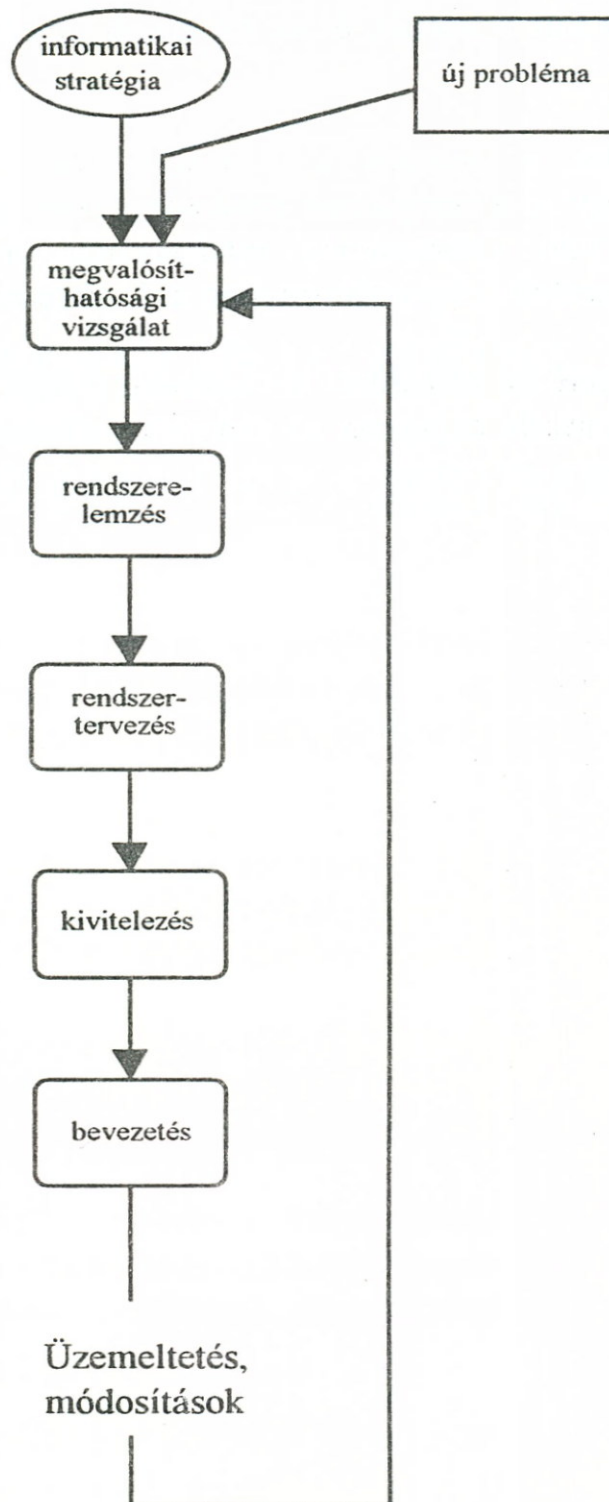 informatikai
stratégia
új probléma
megvalósít-
hatósági
vizsgálat
rendszere-
lemzés
rendszer-
tervezés
kivitelezés
bevezetés
Üzemeltetés,
módosítások